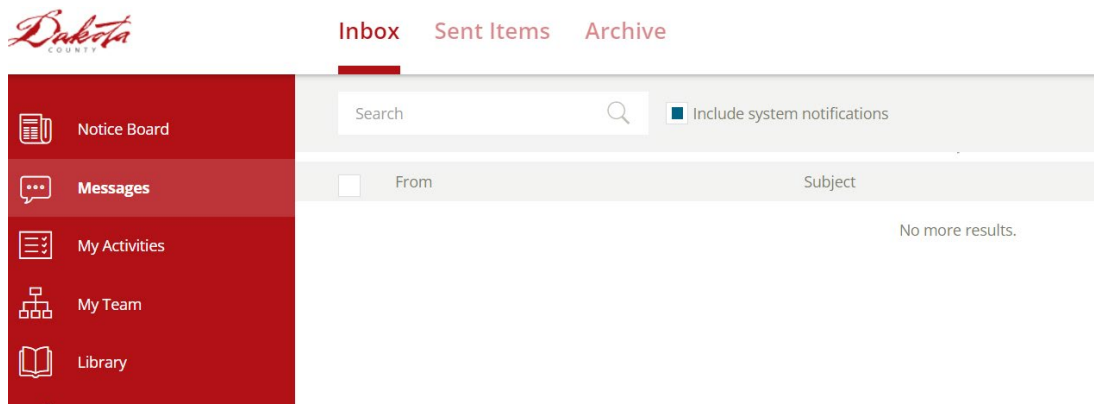 Dakota
COUNTY
Inbox Sent Items Archive
Search
Include system notifications
Notice Board
From Subject
Messages
No more results.
My Activities
My Team
Library